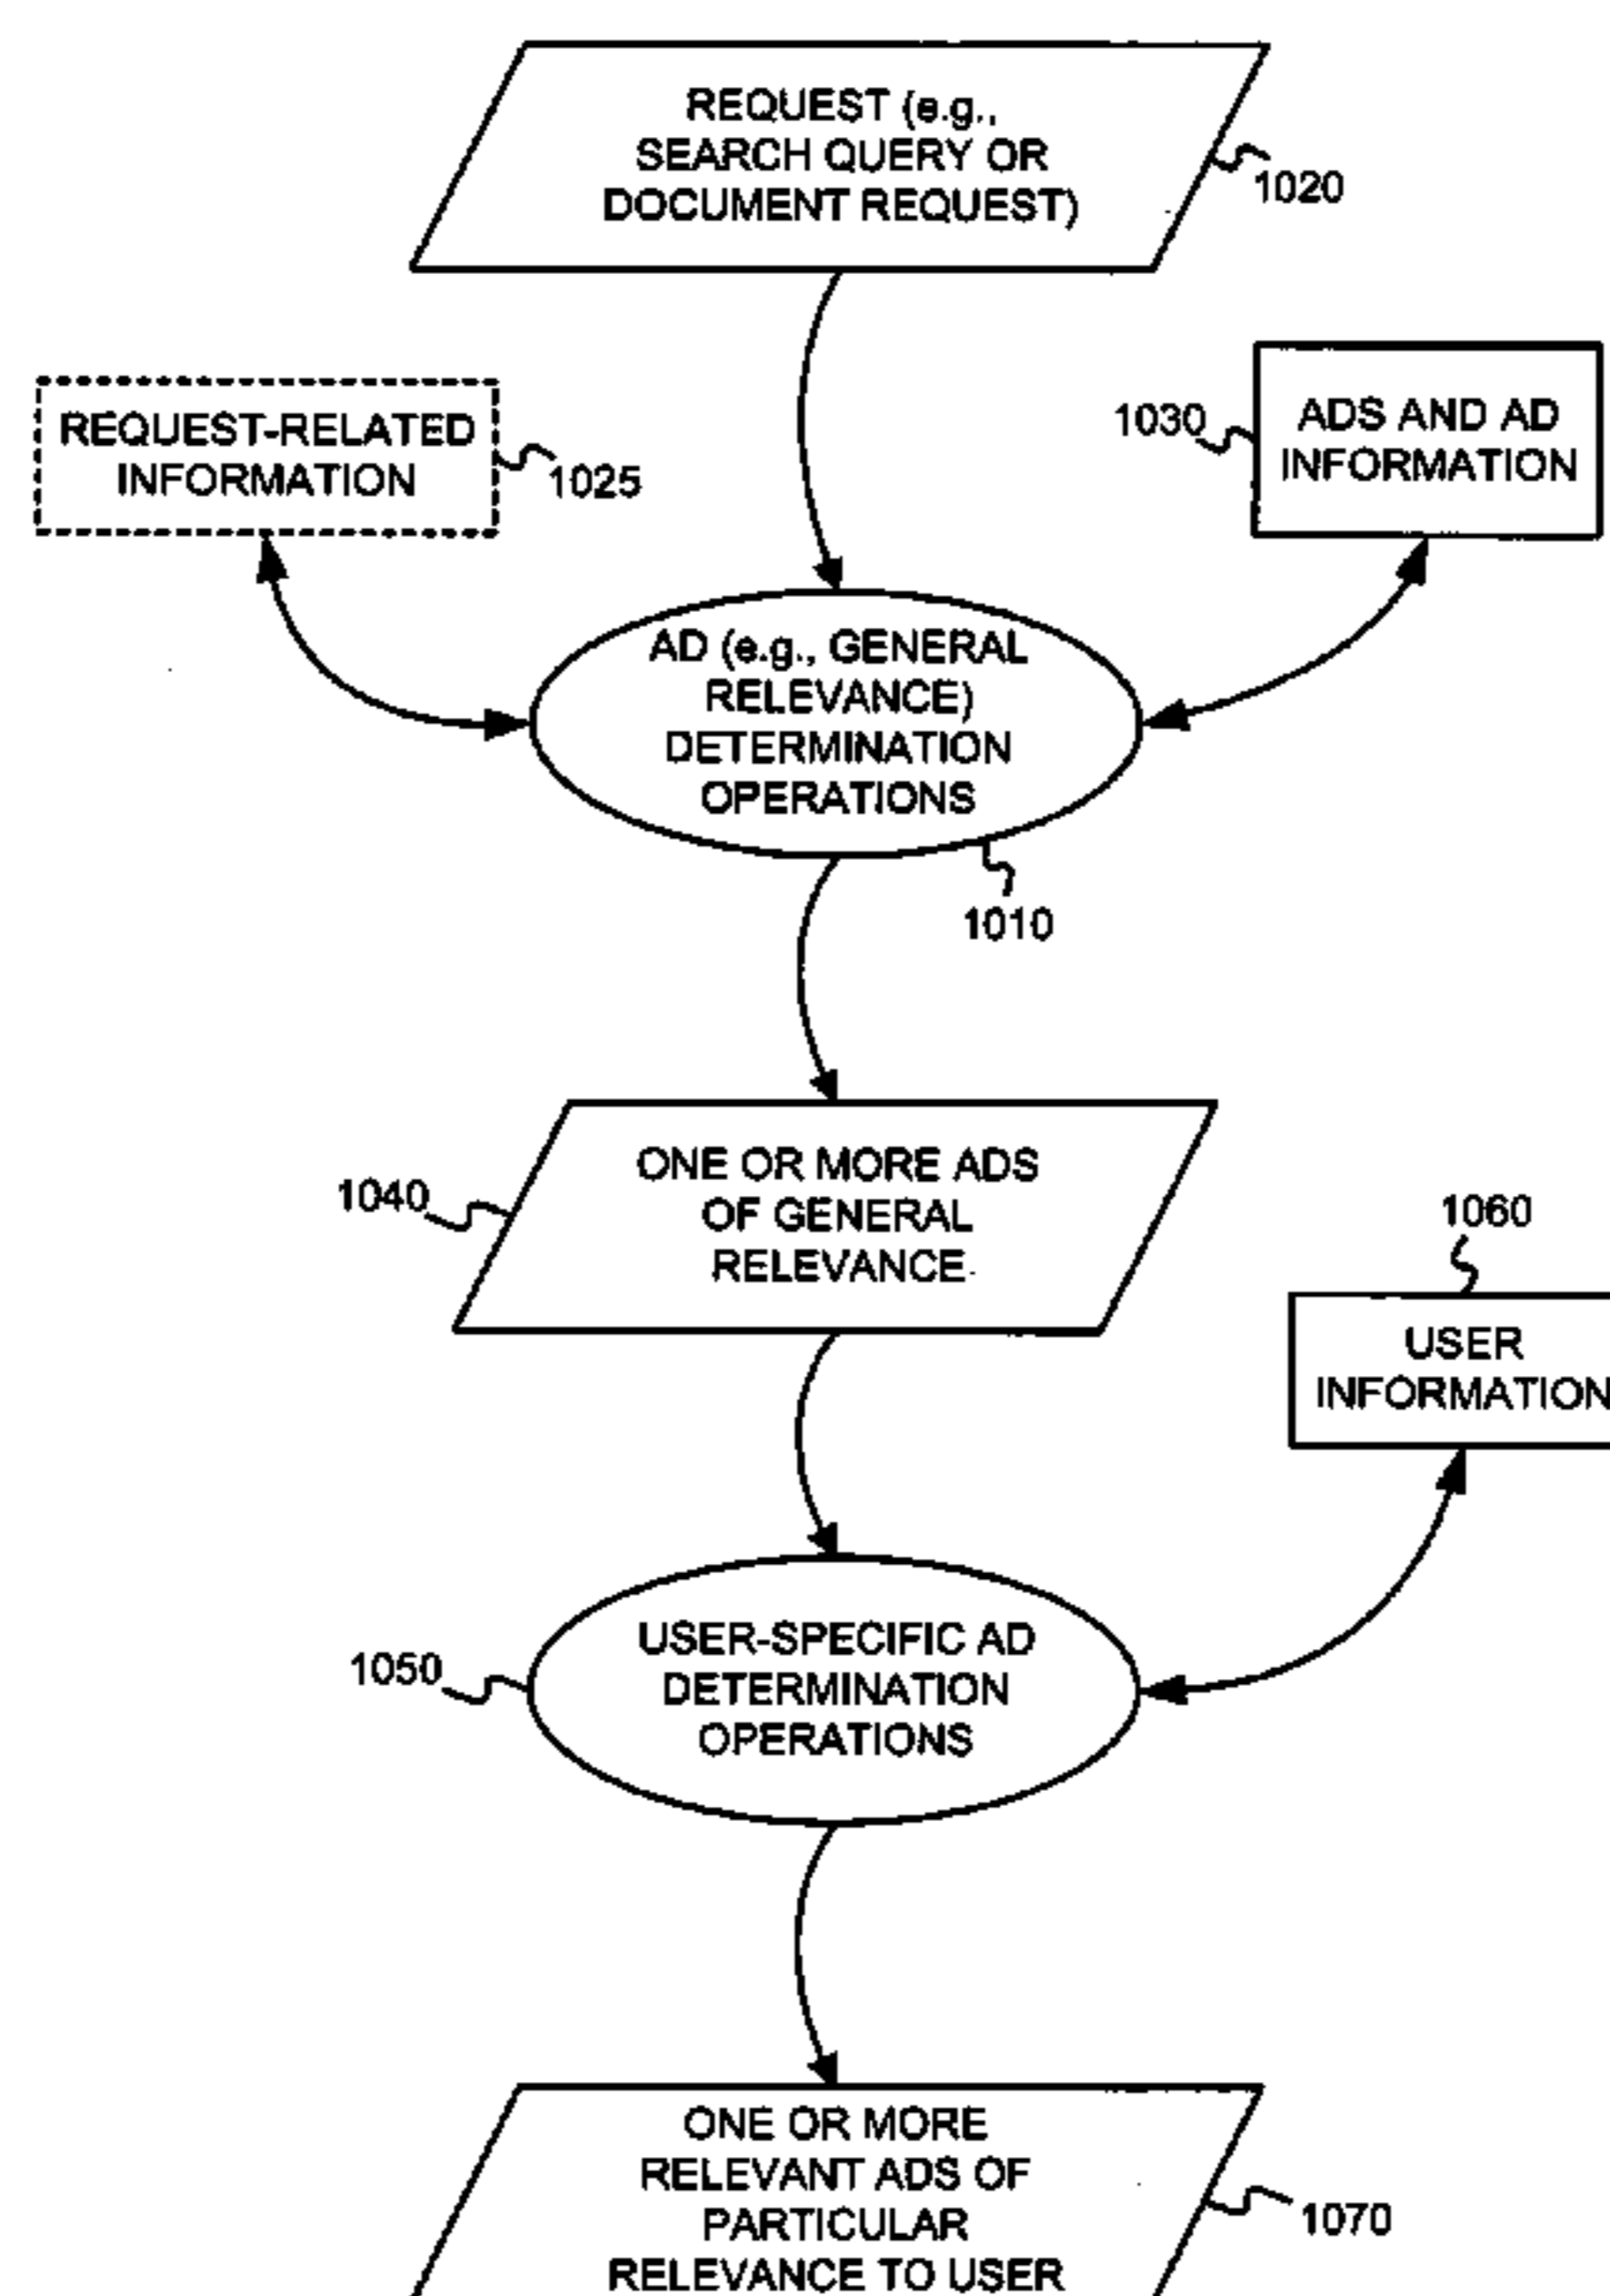 REQUEST (e.g.,
SEARCH QUERY OR
DOCUMENT REQUEST)
1020
REQUEST-RELATED
INFORMATION
1025
1030
ADS AND AD
INFORMATION
AD (e.g., GENERAL
RELEVANCE)
DETERMINATION
OPERATIONS
1010
1040
ONE OR MORE ADS
OF GENERAL
RELEVANCE
1060
USER
INFORMATION
1050
USER-SPECIFIC AD
DETERMINATION
OPERATIONS
ONE OR MORE
RELEVANT ADS OF
PARTICULAR
RELEVANCE TO USER
1070